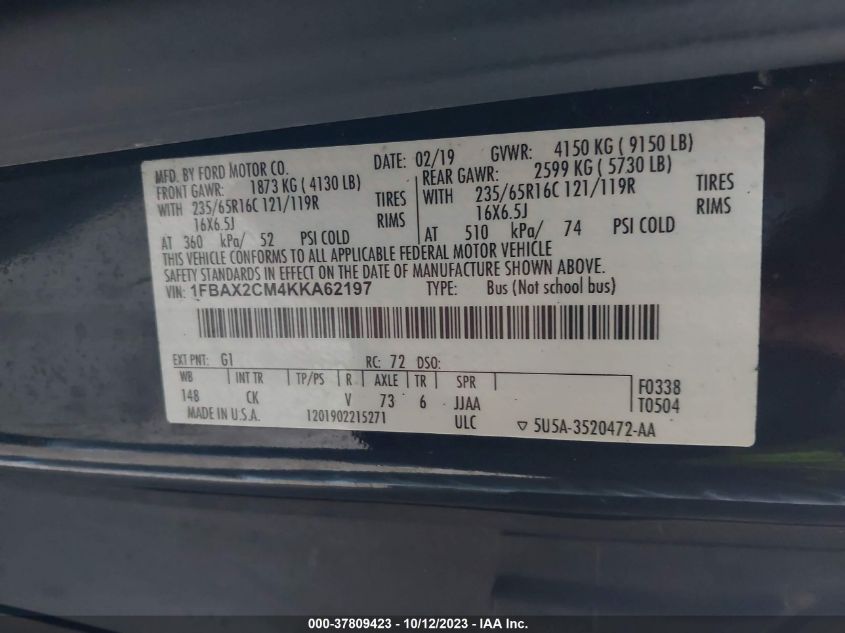 MFD. BY FORD MOTOR CO. DATE: 02/19 GVWR: 4150 KG ( 9150 LB)
FRONT GAWR: 1873 KG ( 4130 LB) REAR GAWR: 2599 KG ( 5730 LB)
WITH 235/65R16C 121/119R TIRES WITH 235/65R16C 121/119R TIRES
16X6.5J RIMS 16X6.5J RIMS
AT 360 kPa/ 52 PSI COLD AT 510 kPa/ 74 PSI COLD
THIS VEHICLE CONFORMS TO ALL APPLICABLE FEDERAL MOTOR VEHICLE
SAFETY STANDARDS IN EFFECT ON THE DATE OF MANUFACTURE SHOWN ABOVE.
VIN: 1FBAX2CM4KKA62197 TYPE: Bus (Not school bus)
EXT PNT: G1 RC: 72 DSO:
WB INT TR TP/PS R AXLE TR SPR F0338
148 CK V 73 6 JJAA T0504
MADE IN U.S.A. 1201902215271 ULC ▽ 5U5A-3520472-AA
000-37809423 - 10/12/2023 - IAA Inc.